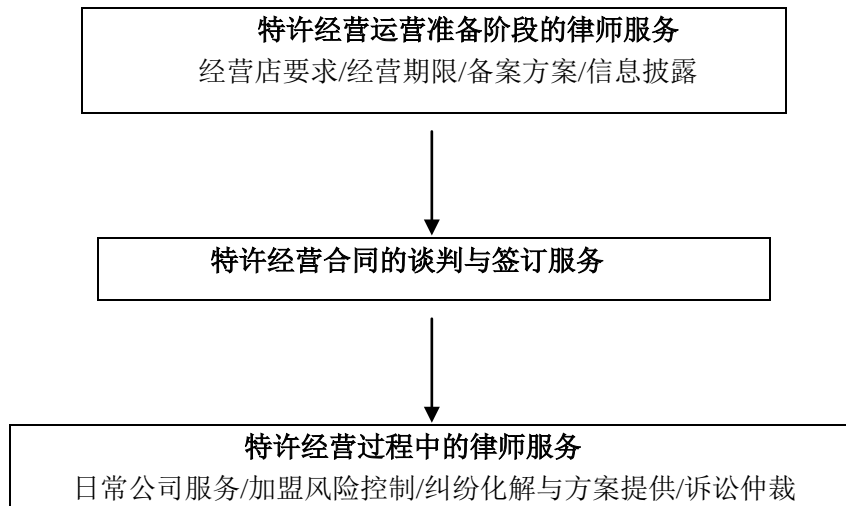 特许经营运营准备阶段的律师服务
经营店要求/经营期限/备案方案/信息披露
特许经营合同的谈判与签订服务
特许经营过程中的律师服务
日常公司服务/加盟风险控制/纠纷化解与方案提供/诉讼仲裁